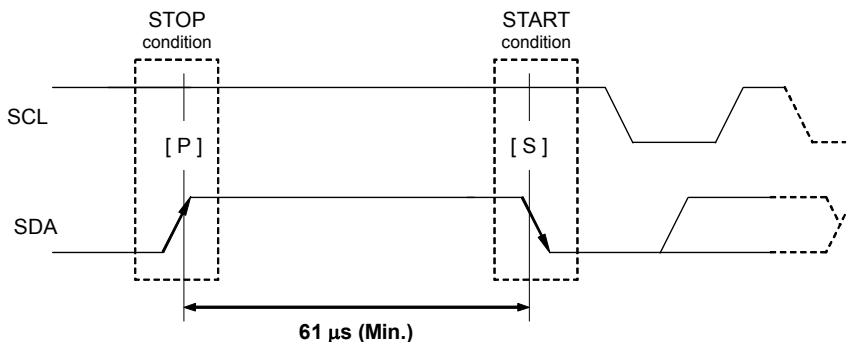 STOP
condition
START
condition
SCL
[ P ]
[ S ]
SDA
61 μs (Min.)